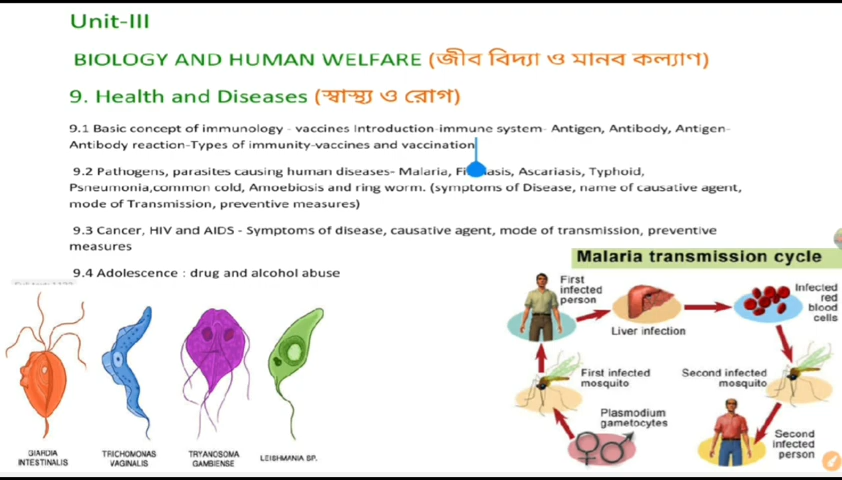 Unit-III
BIOLOGY AND HUMAN WELFARE (জীব বিদ্যা ও মানব কল্যাণ)
9. Health and Diseases (স্বাস্থ্য ও রোগ)
9.1 Basic concept of immunology - vaccines Introduction-immune system- Antigen, Antibody, Antigen-
Antibody reaction-Types of immunity-vaccines and vaccination
9.2 Pathogens, parasites causing human diseases- Malaria, Ascariasis, Typhoid,
Psneumonia,common cold, Amoebiosis and ring worm. (symptoms of Disease, name of causative agent,
mode of Transmission, preventive measures)
9.3 Cancer, HIV and AIDS - Symptoms of disease, causative agent, mode of transmission, preventive
measures
9.4 Adolescence : drug and alcohol abuse
Malaria transmission cycle
First
infected
person
Liver infection
Infected
red
blood
cells
First infected
mosquito
Second infected
mosquito
Plasmodium
gametocytes
Second
infected
person
GIARDIA
INTESTINALIS
TRICHOMONAS
VAGINALIS
TRYANOSOMA
GAMBIENSE
LEISHMANIA SP.